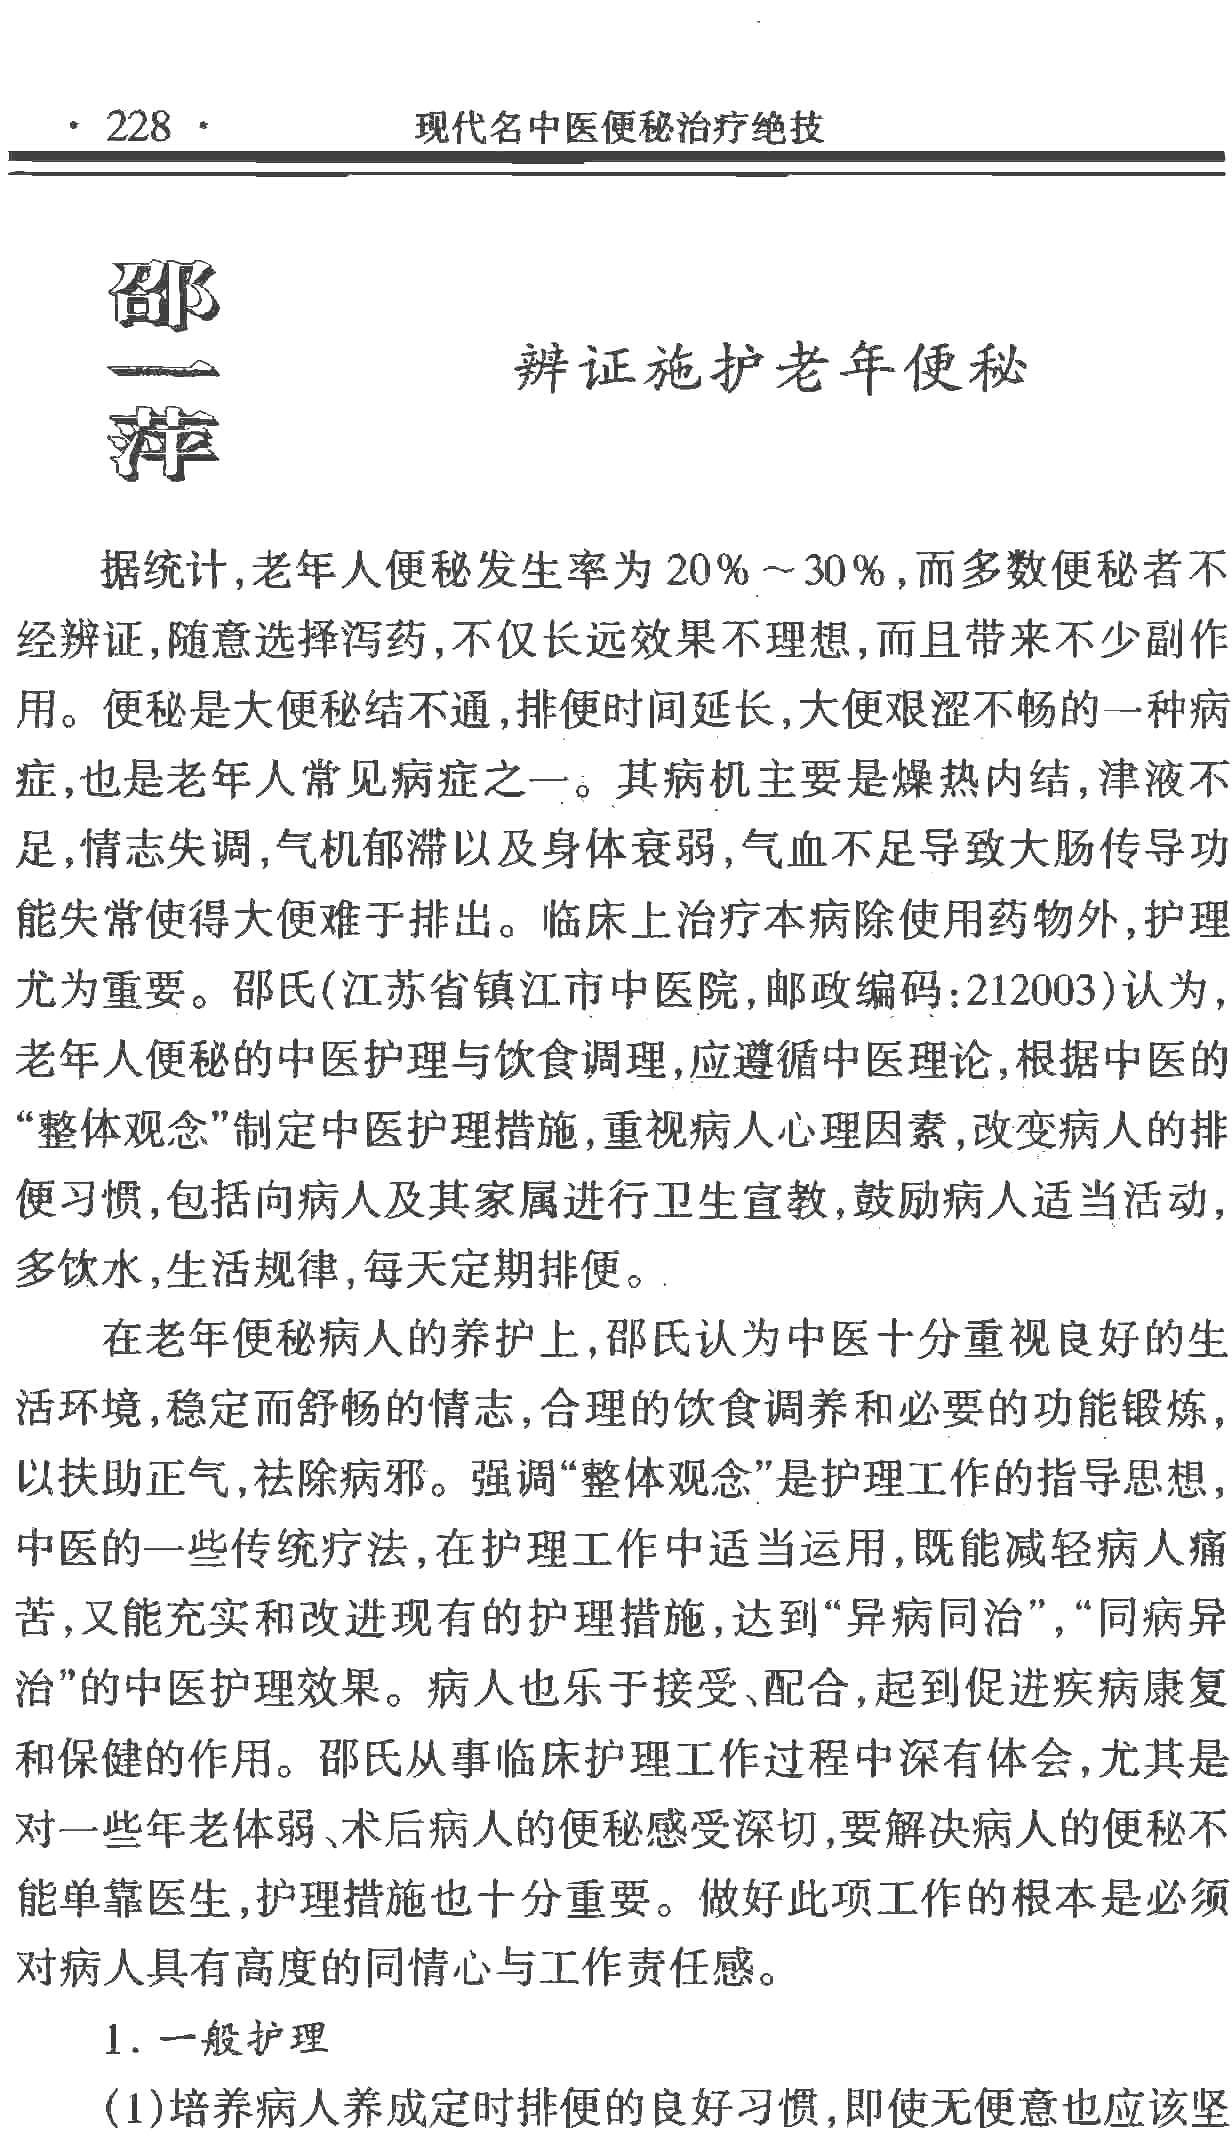 · 228 ·	现代名中医便秘治疗绝技
邵一萍
辨证施护老年便秘
据统计,老年人便秘发生率为 20%～30%,而多数便秘者不
经辨证,随意选择泻药,不仅长远效果不理想,而且带来不少副作
用。便秘是大便秘结不通,排便时间延长,大便艰涩不畅的一种病
症,也是老年人常见病症之一。其病机主要是燥热内结,津液不
足,情志失调,气机郁滞以及身体衰弱,气血不足导致大肠传导功
能失常使得大便难于排出。临床上治疗本病除使用药物外,护理
尤为重要。邵氏(江苏省镇江市中医院,邮政编码:212003)认为,
老年人便秘的中医护理与饮食调理,应遵循中医理论,根据中医的
“整体观念”制定中医护理措施,重视病人心理因素,改变病人的排
便习惯,包括向病人及其家属进行卫生宣教,鼓励病人适当活动,
多饮水,生活规律,每天定期排便。
在老年便秘病人的养护上,邵氏认为中医十分重视良好的生
活环境,稳定而舒畅的情志,合理的饮食调养和必要的功能锻炼,
以扶助正气,祛除病邪。强调“整体观念”是护理工作的指导思想,
中医的一些传统疗法,在护理工作中适当运用,既能减轻病人痛
苦,又能充实和改进现有的护理措施,达到“异病同治”,“同病异
治”的中医护理效果。病人也乐于接受、配合,起到促进疾病康复
和保健的作用。邵氏从事临床护理工作过程中深有体会,尤其是
对一些年老体弱、术后病人的便秘感受深切,要解决病人的便秘不
能单靠医生,护理措施也十分重要。做好此项工作的根本是必须
对病人具有高度的同情心与工作责任感。
1. 一般护理
(1)培养病人养成定时排便的良好习惯,即使无便意也应该坚